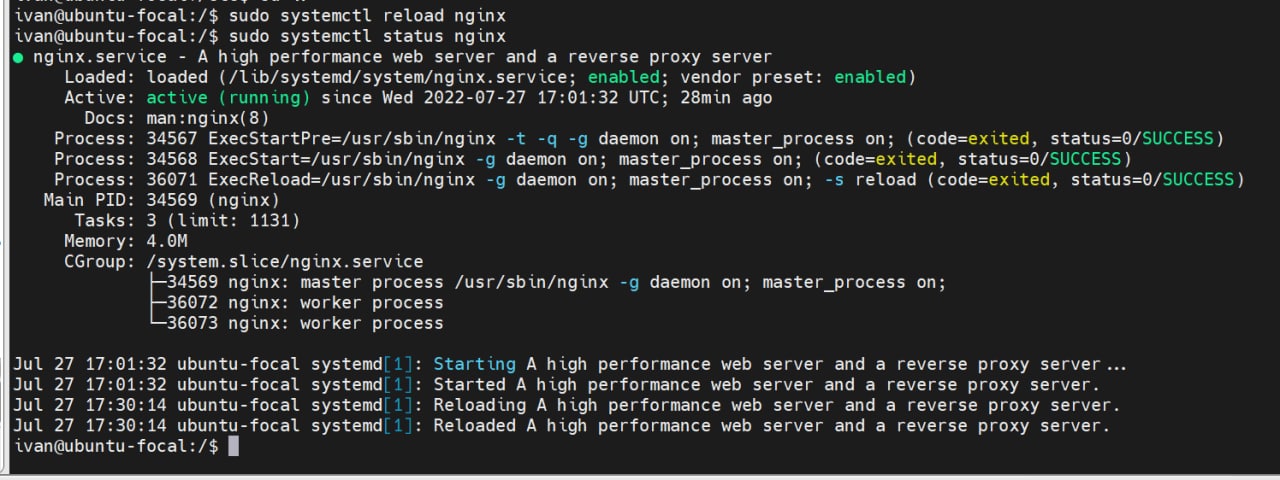 ivan@ubuntu-focal:/$ sudo systemctl reload nginx
ivan@ubuntu-focal:/$ sudo systemctl status nginx
● nginx.service - A high performance web server and a reverse proxy server
     Loaded: loaded (/lib/systemd/system/nginx.service; enabled; vendor preset: enabled)
     Active: active (running) since Wed 2022-07-27 17:01:32 UTC; 28min ago
       Docs: man:nginx(8)
    Process: 34567 ExecStartPre=/usr/sbin/nginx -t -q -g daemon on; master_process on; (code=exited, status=0/SUCCESS)
    Process: 34568 ExecStart=/usr/sbin/nginx -g daemon on; master_process on; (code=exited, status=0/SUCCESS)
    Process: 36071 ExecReload=/usr/sbin/nginx -g daemon on; master_process on; -s reload (code=exited, status=0/SUCCESS)
   Main PID: 34569 (nginx)
      Tasks: 3 (limit: 1131)
     Memory: 4.0M
     CGroup: /system.slice/nginx.service
             ├─34569 nginx: master process /usr/sbin/nginx -g daemon on; master_process on;
             ├─36072 nginx: worker process
             └─36073 nginx: worker process

Jul 27 17:01:32 ubuntu-focal systemd[1]: Starting A high performance web server and a reverse proxy server...
Jul 27 17:01:32 ubuntu-focal systemd[1]: Started A high performance web server and a reverse proxy server.
Jul 27 17:30:14 ubuntu-focal systemd[1]: Reloading A high performance web server and a reverse proxy server.
Jul 27 17:30:14 ubuntu-focal systemd[1]: Reloaded A high performance web server and a reverse proxy server.
ivan@ubuntu-focal:/$